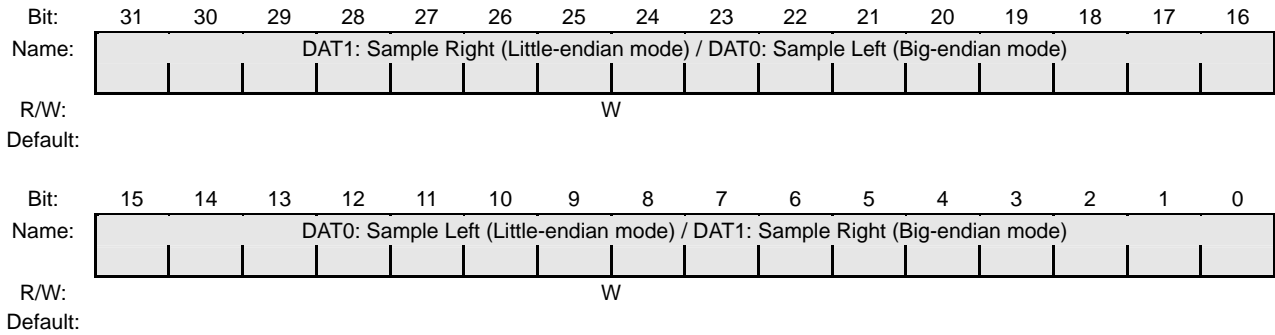 Bit: 31 30 29 28 27 26 25 24 23 22 21 20 19 18 17 16
Name: DAT1: Sample Right (Little-endian mode) / DAT0: Sample Left (Big-endian mode)
R/W: W
Default:
Bit: 15 14 13 12 11 10 9 8 7 6 5 4 3 2 1 0
Name: DAT0: Sample Left (Little-endian mode) / DAT1: Sample Right (Big-endian mode)
R/W: W
Default: